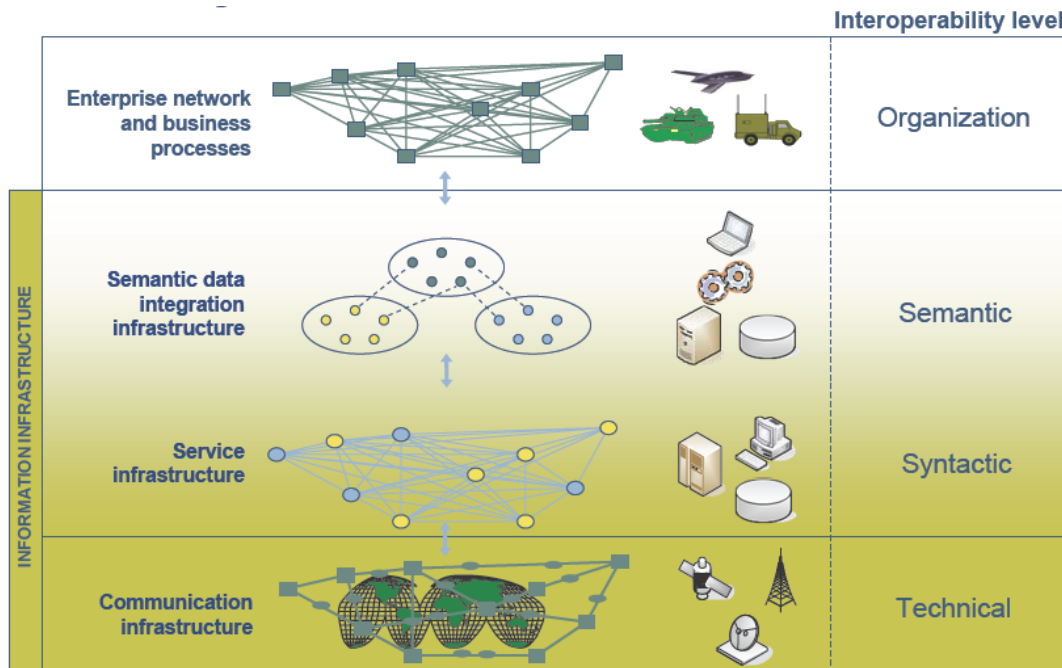 Interoperability level
Enterprise network
and business
processes
Organization
INFORMATION INFRASTRUCTURE
Semantic data
integration
infrastructure
Semantic
Service
infrastructure
Syntactic
Communication
infrastructure
Technical